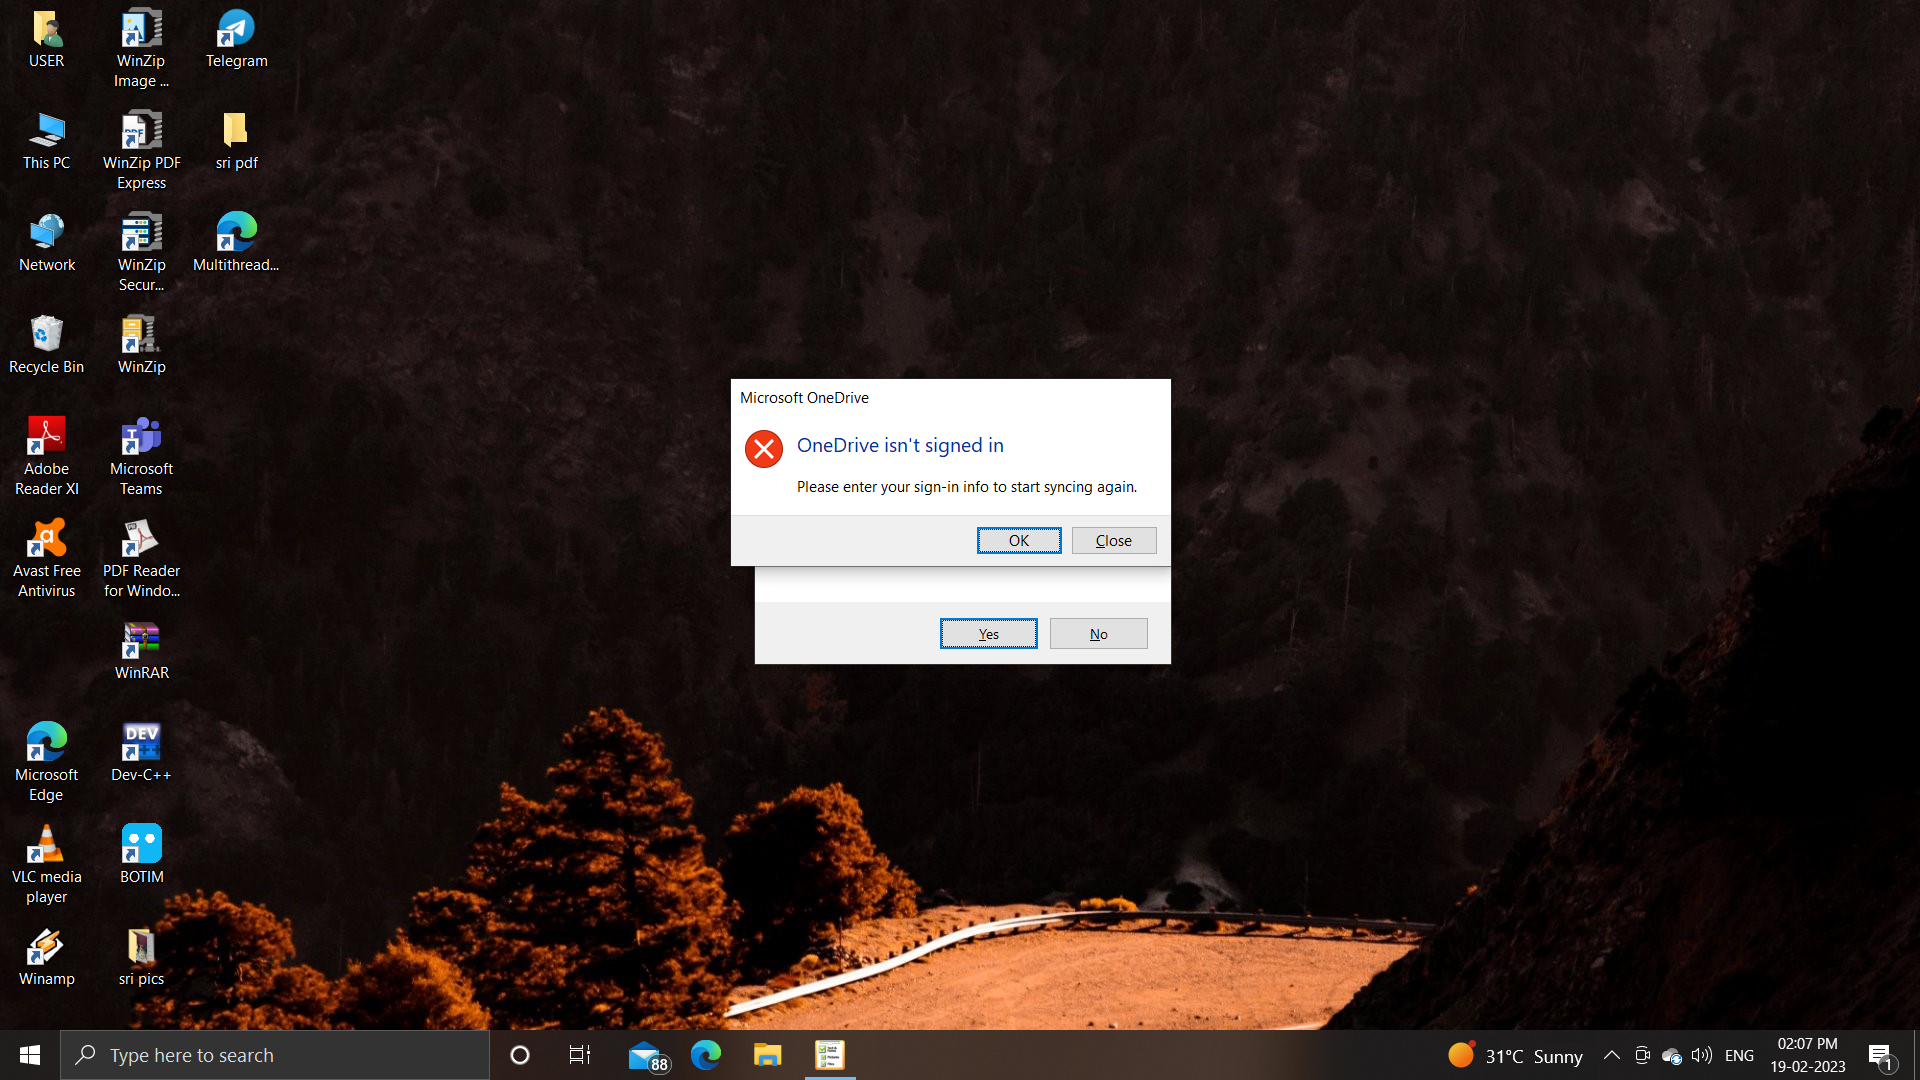 USER
WinZip
Image ...
Telegram
This PC
WinZip PDF
Express
sri pdf
Network
WinZip
Secur...
Multithread...
Recycle Bin
WinZip
Adobe
Reader XI
Microsoft
Teams
Avast Free
Antivirus
PDF Reader
for Windo...
WinRAR
Microsoft
Edge
DEV
Dev-C++
VLC media
player
BOTIM
Winamp
sri pics
Microsoft OneDrive
OneDrive isn't signed in
Please enter your sign-in info to start syncing again.
OK
Close
Yes
No
Type here to search
88
31°C Sunny
ENG
02:07 PM
19-02-2023
1